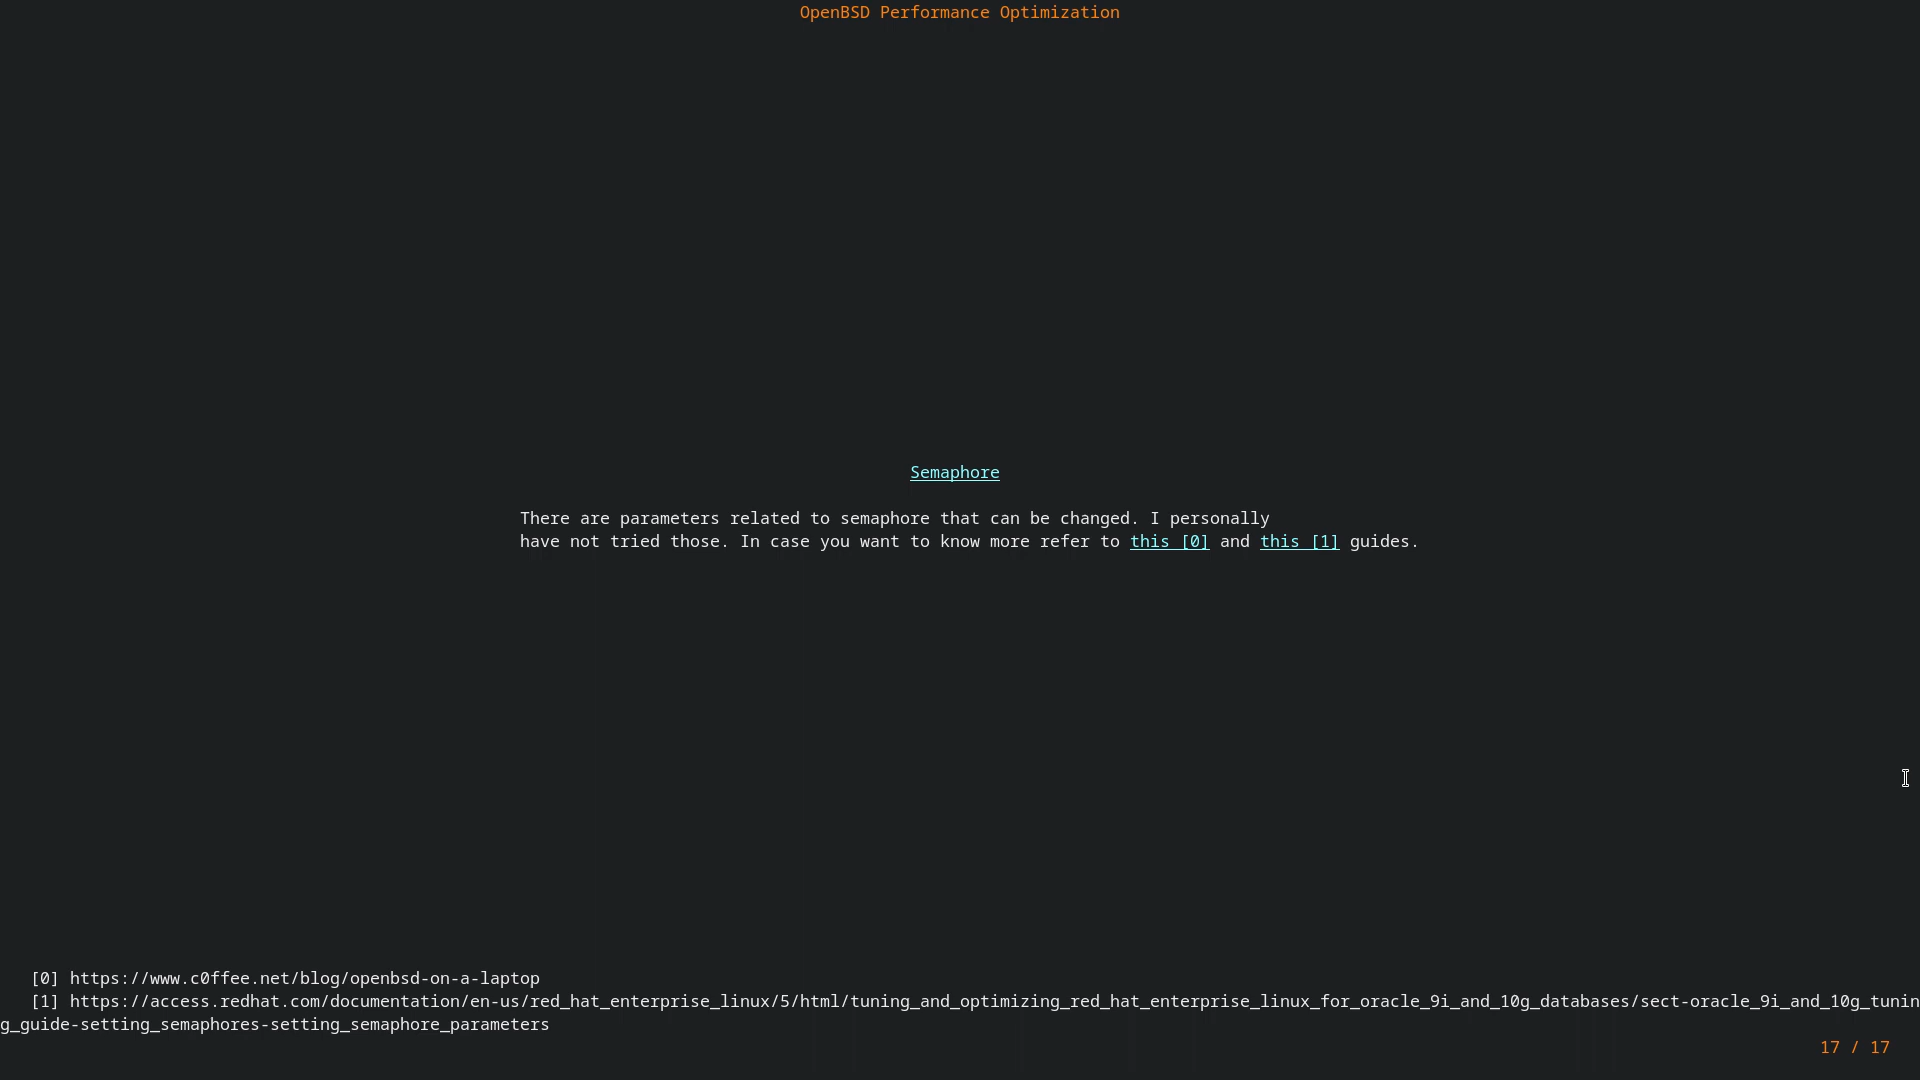 OpenBSD Performance Optimization
Semaphore
There are parameters related to semaphore that can be changed. I personally
have not tried those. In case you want to know more refer to this [0] and this [1] guides.
[0] https://www.c0ffee.net/blog/openbsd-on-a-laptop
[1] https://access.redhat.com/documentation/en-us/red_hat_enterprise_linux/5/html/tuning_and_optimizing_red_hat_enterprise_linux_for_oracle_9i_and_10g_databases/sect-oracle_9i_and_10g_tunin
g_guide-setting_semaphores-setting_semaphore_parameters
17 / 17